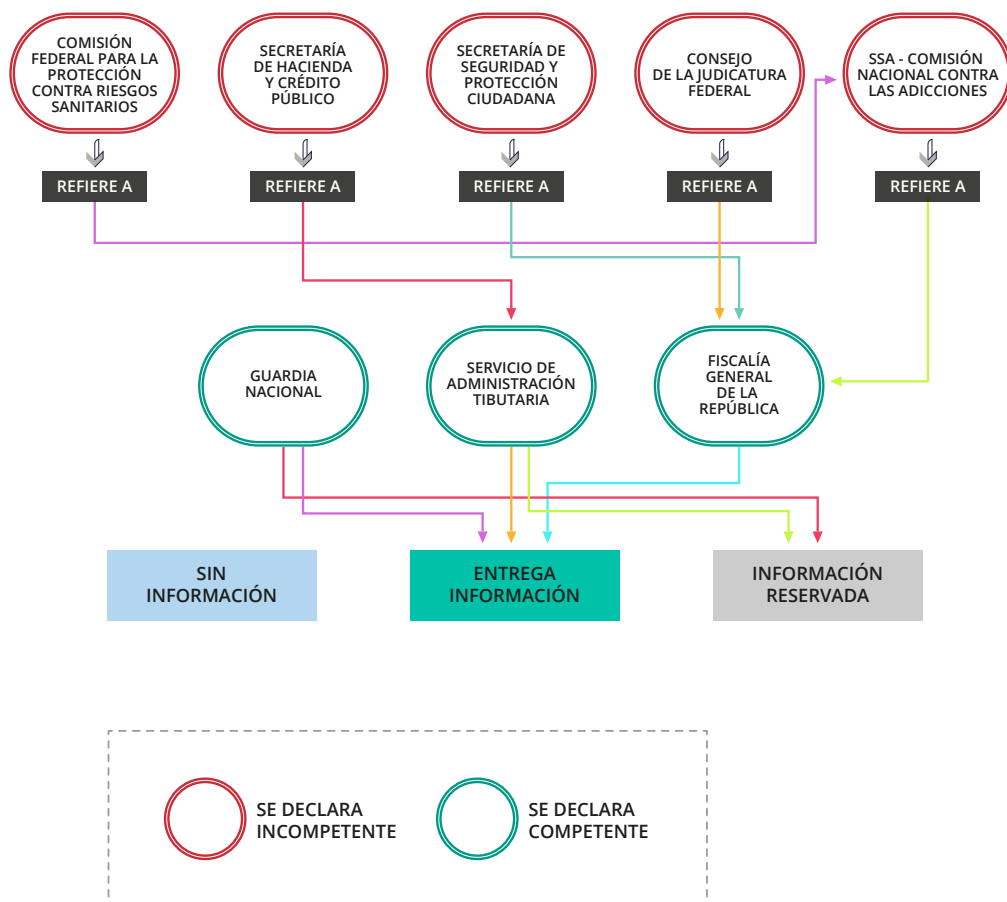 COMISIÓN
FEDERAL PARA LA
PROTECCIÓN
CONTRA RIESGOS
SANITARIOS
SECRETARÍA
DE HACIENDA
Y CRÉDITO
PÚBLICO
SECRETARÍA DE
SEGURIDAD Y
PROTECCIÓN
CIUDADANA
CONSEJO
DE LA JUDICATURA
FEDERAL
SSA - COMISIÓN
NACIONAL CONTRA
LAS ADICCIONES
REFIERE A
REFIERE A
REFIERE A
REFIERE A
REFIERE A
GUARDIA
NACIONAL
SERVICIO DE
ADMINISTRACIÓN
TIBUTARIA
FISCALÍA
GENERAL
DE LA
REPÚBLICA
SIN
INFORMACIÓN
ENTREGA
INFORMACIÓN
INFORMACIÓN
RESERVADA
SE DECLARA
INCOMPETENTE
SE DECLARA
COMPETENTE